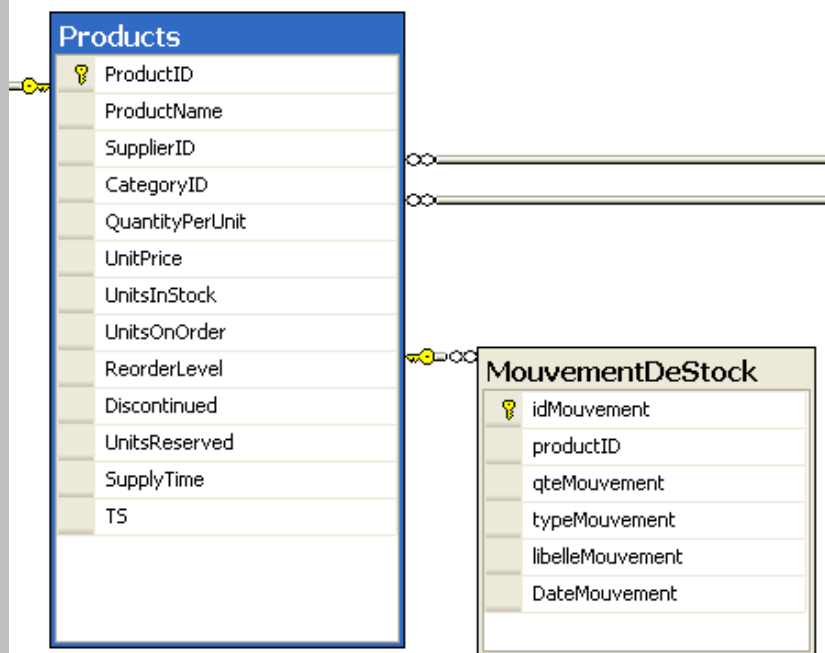 Products
ProductID
ProductName
SupplierID
CategoryID
QuantityPerUnit
UnitPrice
UnitsInStock
UnitsOnOrder
ReorderLevel
Discontinued
UnitsReserved
SupplyTime
TS
MouvementDeStock
idMouvement
productID
qteMouvement
typeMouvement
libelleMouvement
DateMouvement